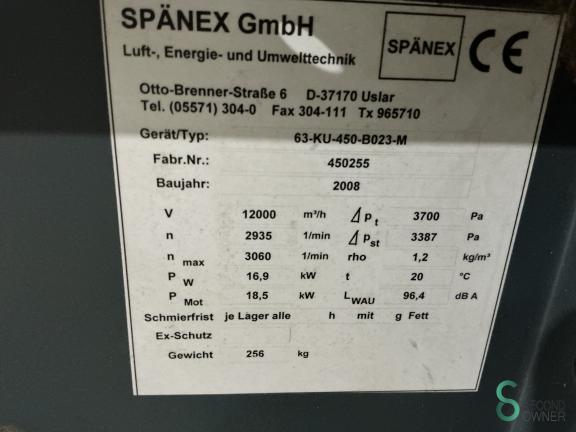 SPÄNEX GmbH
Luft-, Energie- und Umwelttechnik
SPÄNEX CE
Otto-Brenner-Straße 6 D-37170 Uslar
Tel. (05571) 304-0 Fax 304-111 Tx 965710
Gerät/Typ: 63-KU-450-B023-M
Fabr.Nr.: 450255
Baujahr: 2008
V 12000 m³/h ⊿ p t 3700 Pa
n 2935 1/min ⊿ p st 3387 Pa
n max 3060 1/min rho 1,2 kg/m³
P W 16,9 kW t 20 °C
P Mot 18,5 kW L WAU 96,4 dB A
Schmierfrist je Lager alle h mit g Fett
Ex-Schutz
Gewicht 256 kg
SECOND
OWNER